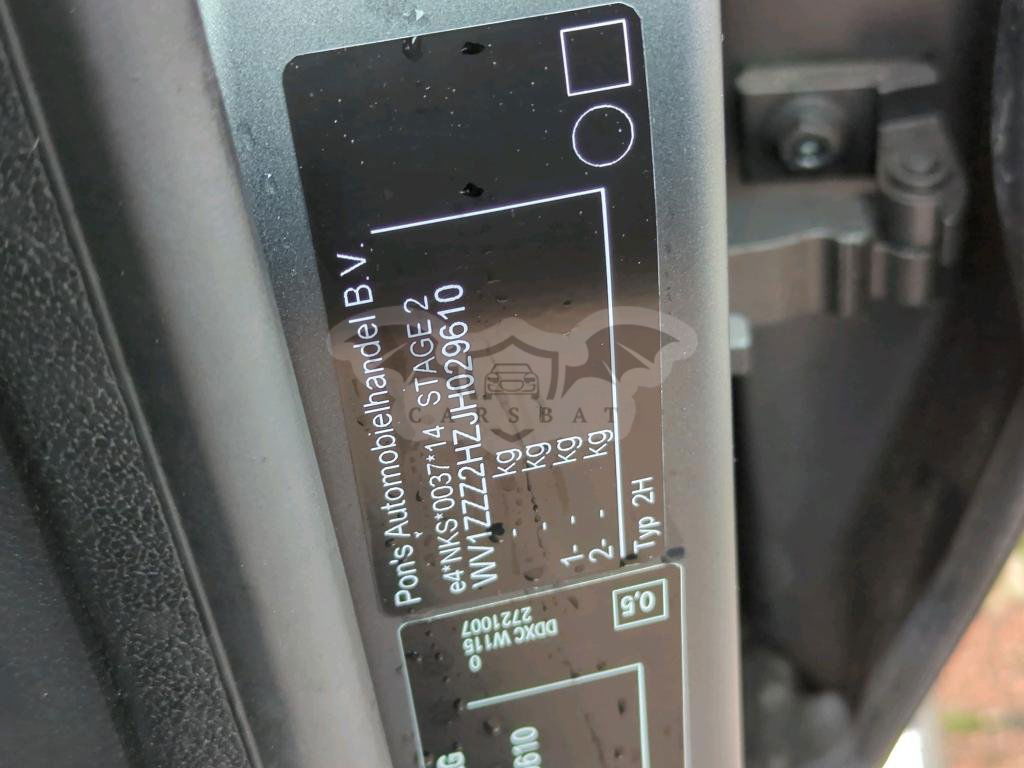 Pon's Automobielhandel B.V.
e4*NKS*0037*14 STAGE 2
WV1ZZZ2HZJH029610
- kg
- kg
1- - kg
2- - kg
Typ 2H
CARSBAT
DDXC W115
2721007
0,5
610